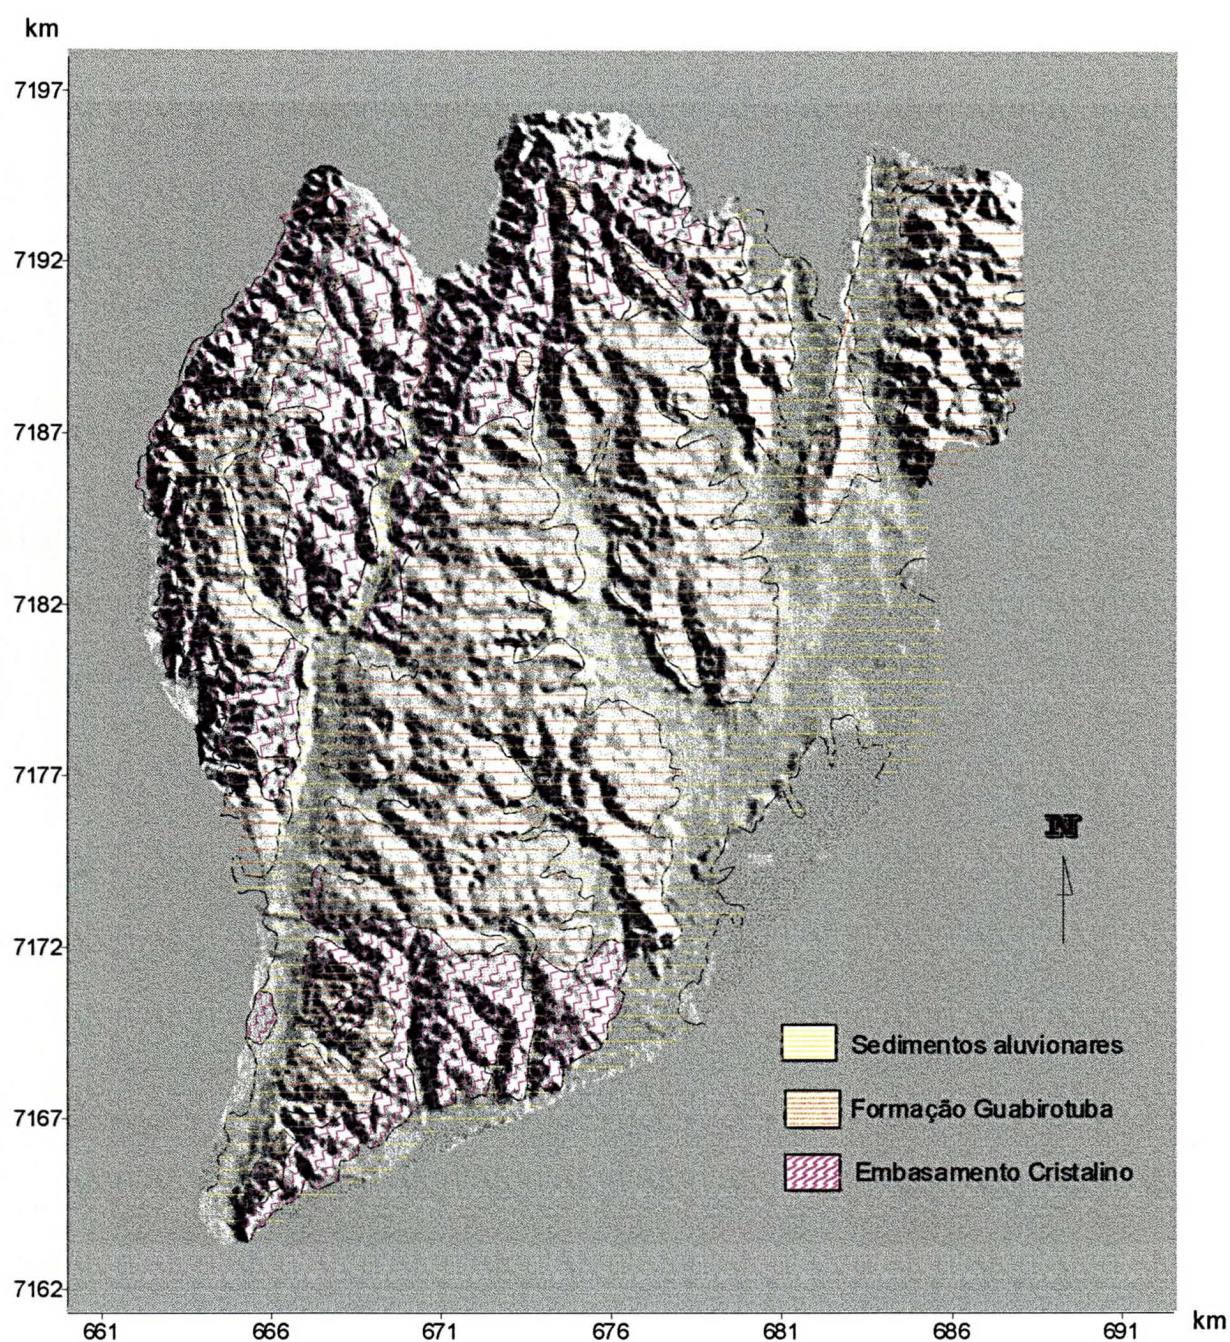 km
7197
7192
7187
7182
7177
N
7172
Sedimentos aluvionares
7167
Formação Guabirotuba
Embasamento Cristalino
7162
661 666 671 676 681 686 691 km